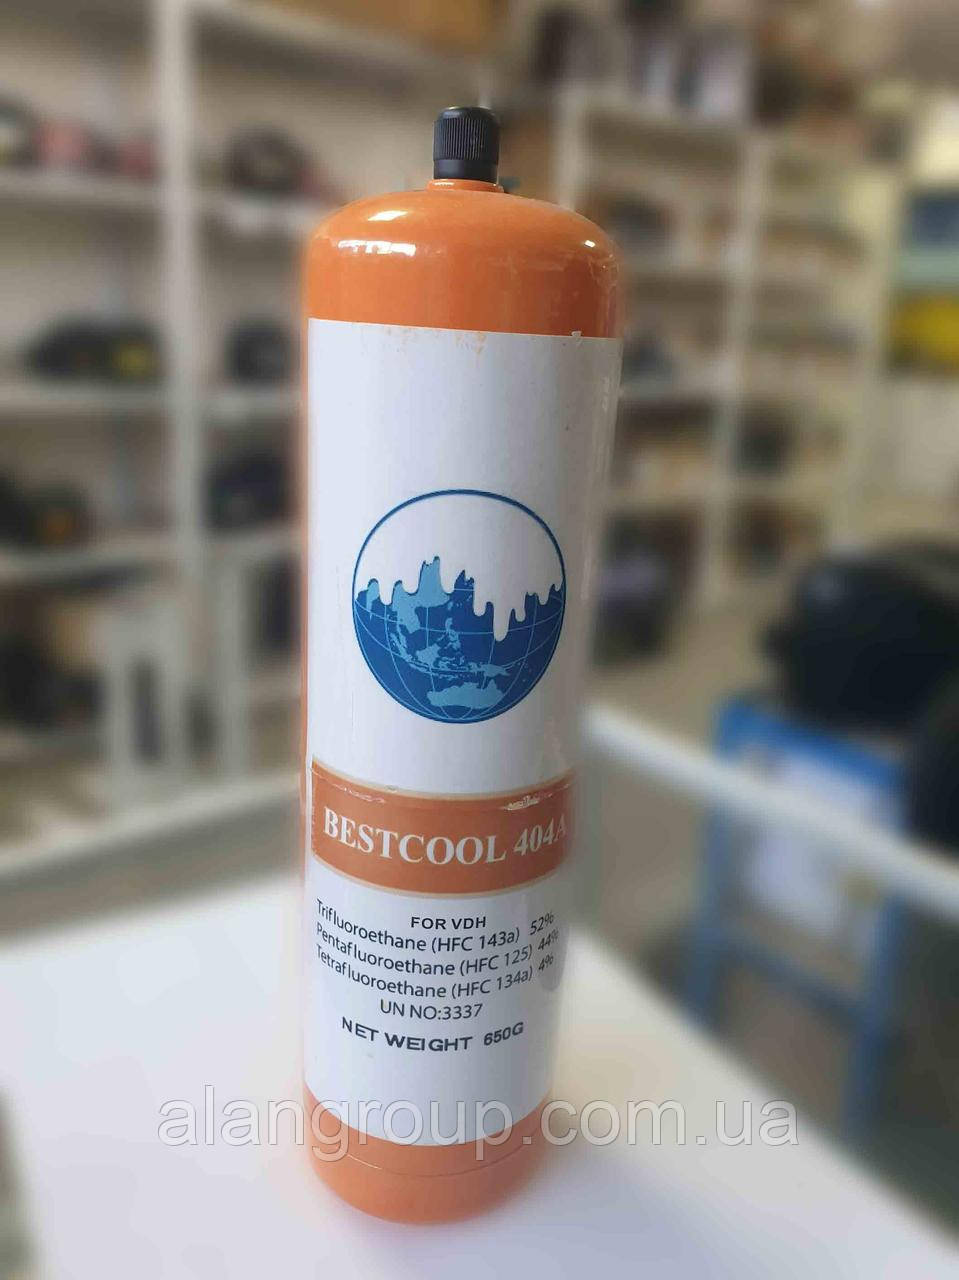 BESTCOOL 404A
FOR VDH
Trifluoroethane (HFC 143a) 52%
Pentafluoroethane (HFC 125) 44%
Tetrafluoroethane (HFC 134a) 4%
UN NO:3337
NET WEIGHT 650G
alangroup.com.ua